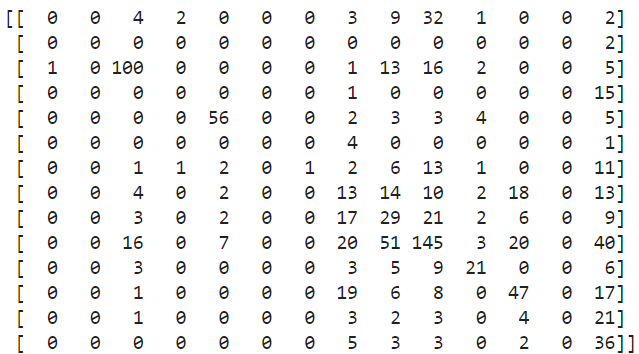 [[  0   0   4   2   0   0   0   3   9  32   1   0   0   2]
 [  0   0   0   0   0   0   0   0   0   0   0   0   0   2]
 [  1   0 100   0   0   0   0   1  13  16   2   0   0   5]
 [  0   0   0   0   0   0   0   1   0   0   0   0   0  15]
 [  0   0   0   0  56   0   0   2   3   3   4   0   0   5]
 [  0   0   0   0   0   0   0   4   0   0   0   0   0   1]
 [  0   0   1   1   2   0   1   2   6  13   1   0   0  11]
 [  0   0   4   0   2   0   0  13  14  10   2  18   0  13]
 [  0   0   3   0   2   0   0  17  29  21   2   6   0   9]
 [  0   0  16   0   7   0   0  20  51 145   3  20   0  40]
 [  0   0   3   0   0   0   0   3   5   9  21   0   0   6]
 [  0   0   1   0   0   0   0  19   6   8   0  47   0  17]
 [  0   0   1   0   0   0   0   3   2   3   0   4   0  21]
 [  0   0   0   0   0   0   0   5   3   3   0   2   0  36]]